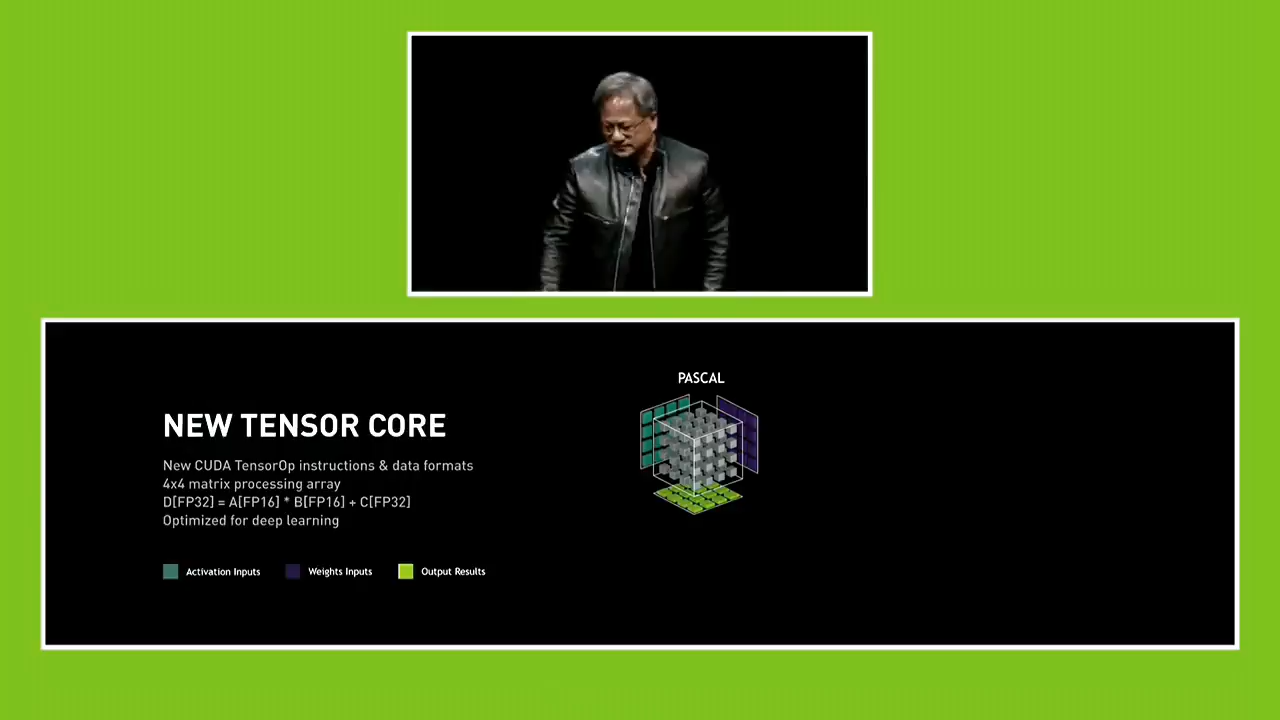 PASCAL
NEW TENSOR CORE
New CUDA TensorOp instructions & data formats
4x4 matrix processing array
D[FP32] = A[FP16] * B[FP16] + C[FP32]
Optimized for deep learning
Activation Inputs
Weights Inputs
Output Results